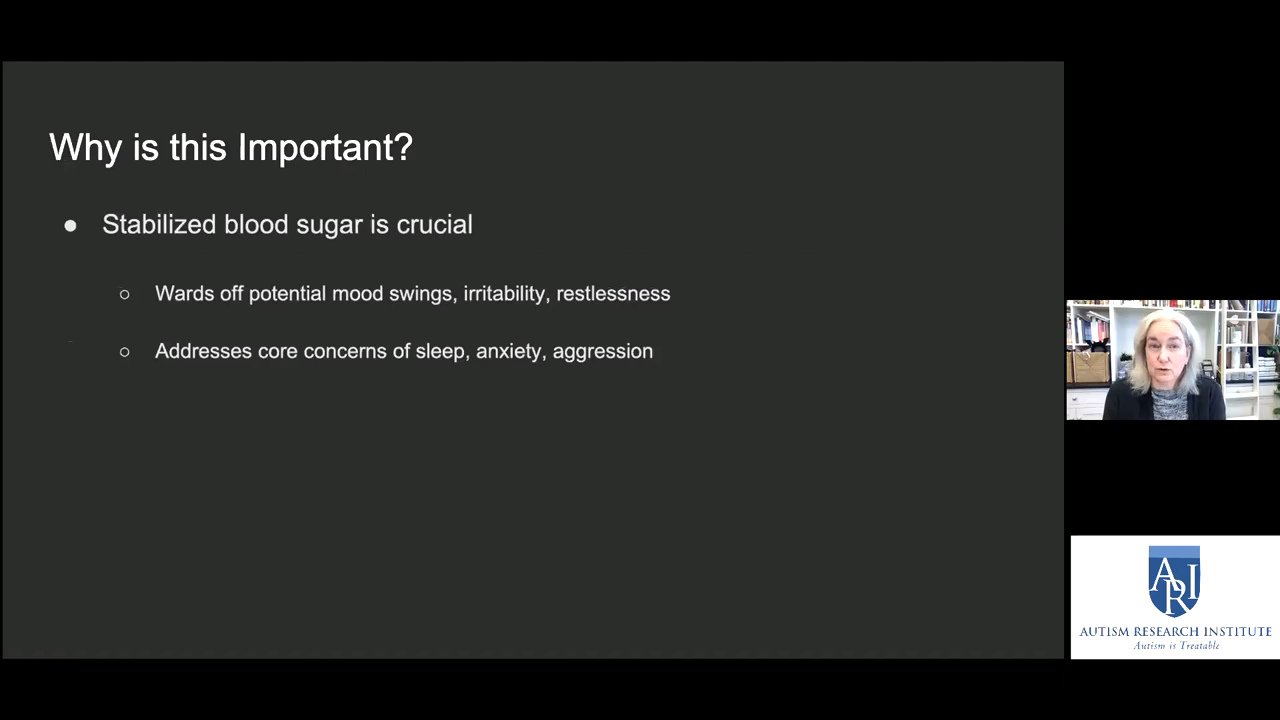 Why is this Important?
● Stabilized blood sugar is crucial
○ Wards off potential mood swings, irritability, restlessness
○ Addresses core concerns of sleep, anxiety, aggression
ARI
AUTISM RESEARCH INSTITUTE
Autism is Treatable